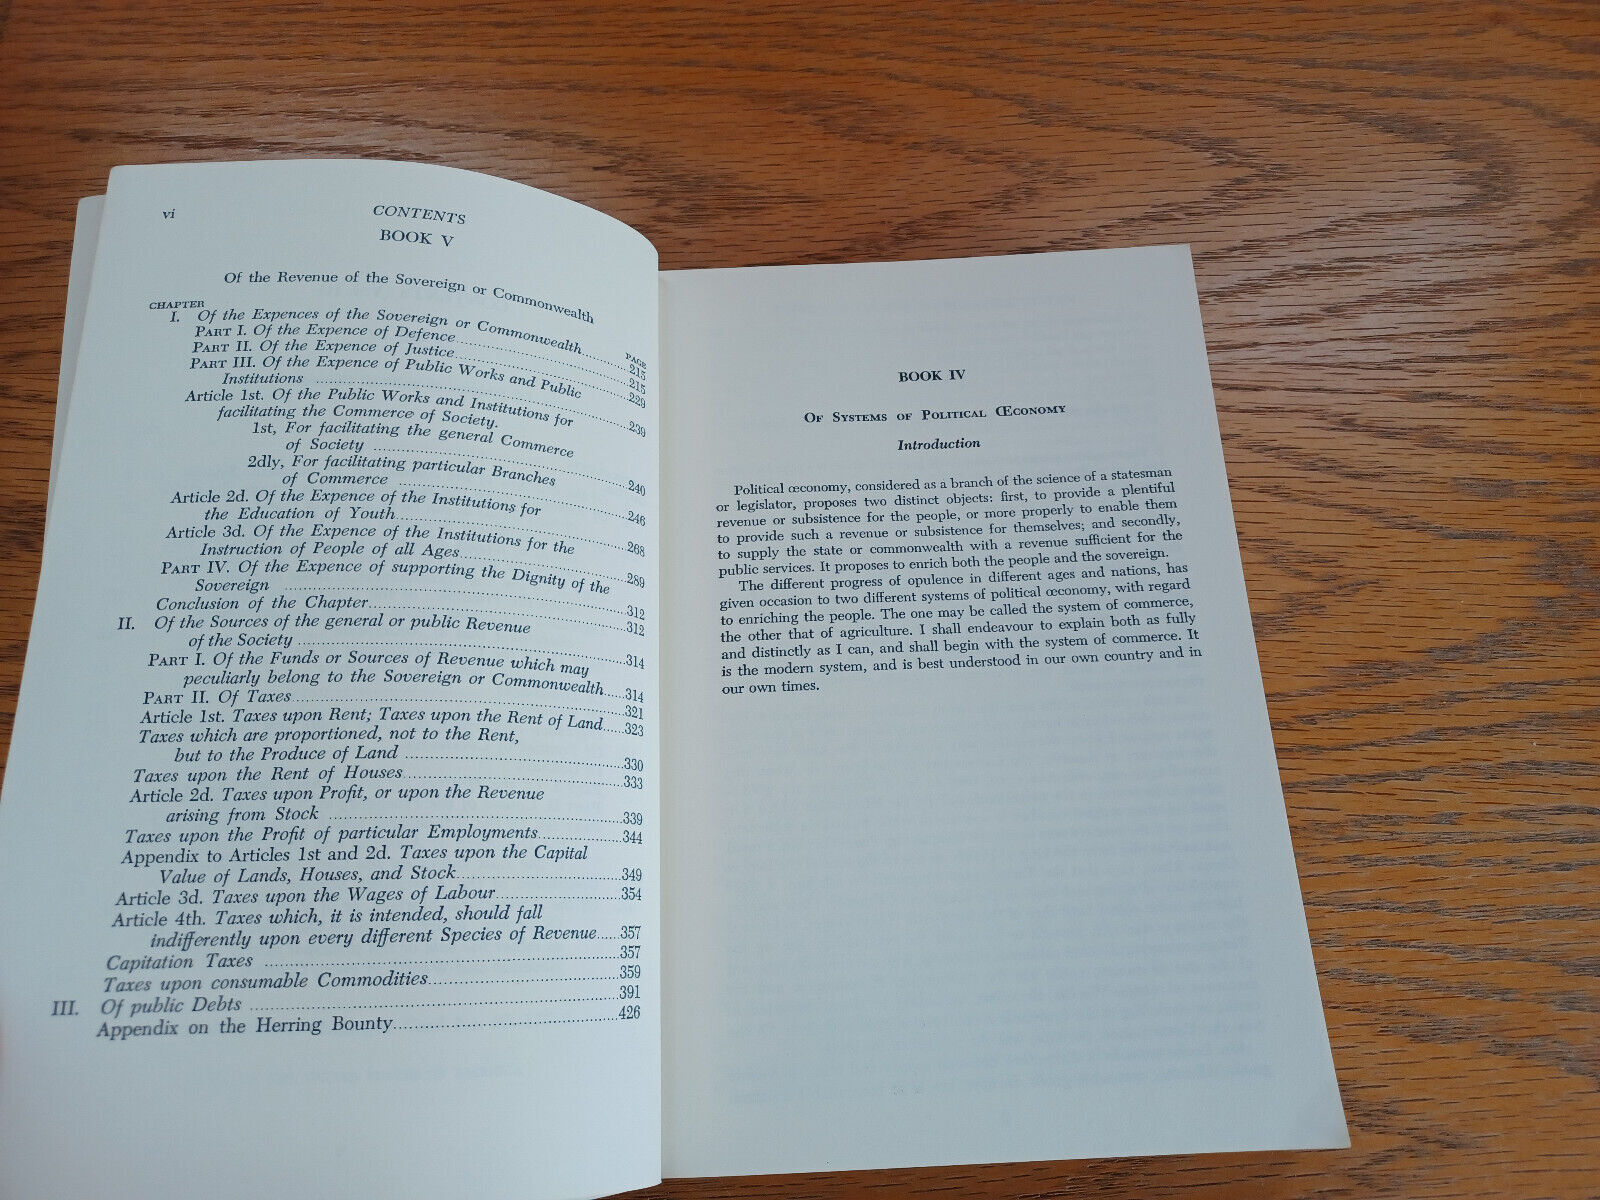 vi
CONTENTS
BOOK V
Of the Revenue of the Sovereign or Commonwealth
CHAPTER
PAGE
I. Of the Expences of the Sovereign or Commonwealth..........215
PART I. Of the Expence of Defence..........215
PART II. Of the Expence of Justice..........229
PART III. Of the Expence of Public Works and Public
Institutions ..........239
Article 1st. Of the Public Works and Institutions for
facilitating the Commerce of Society.
1st, For facilitating the general Commerce
of Society ..........240
2dly, For facilitating particular Branches
of Commerce ..........246
Article 2d. Of the Expence of the Institutions for
the Education of Youth..........268
Article 3d. Of the Expence of the Institutions for the
Instruction of People of all Ages..........289
PART IV. Of the Expence of supporting the Dignity of the
Sovereign ..........312
Conclusion of the Chapter..........312
II. Of the Sources of the general or public Revenue
of the Society ..........314
PART I. Of the Funds or Sources of Revenue which may
peculiarly belong to the Sovereign or Commonwealth......314
PART II. Of Taxes..........321
Article 1st. Taxes upon Rent; Taxes upon the Rent of Land......323
Taxes which are proportioned, not to the Rent,
but to the Produce of Land ..........330
Taxes upon the Rent of Houses..........333
Article 2d. Taxes upon Profit, or upon the Revenue
arising from Stock ..........339
Taxes upon the Profit of particular Employments..........344
Appendix to Articles 1st and 2d. Taxes upon the Capital
Value of Lands, Houses, and Stock..........349
Article 3d. Taxes upon the Wages of Labour..........354
Article 4th. Taxes which, it is intended, should fall
indifferently upon every different Species of Revenue......357
Capitation Taxes ..........357
Taxes upon consumable Commodities..........359
III. Of public Debts ..........391
Appendix on the Herring Bounty..........426
BOOK IV
OF SYSTEMS OF POLITICAL ŒCONOMY
Introduction
Political œconomy, considered as a branch of the science of a statesman
or legislator, proposes two distinct objects: first, to provide a plentiful
revenue or subsistence for the people, or more properly to enable them
to provide such a revenue or subsistence for themselves; and secondly,
to supply the state or commonwealth with a revenue sufficient for the
public services. It proposes to enrich both the people and the sovereign.
The different progress of opulence in different ages and nations, has
given occasion to two different systems of political œconomy, with regard
to enriching the people. The one may be called the system of commerce,
the other that of agriculture. I shall endeavour to explain both as fully
and distinctly as I can, and shall begin with the system of commerce. It
is the modern system, and is best understood in our own country and in
our own times.